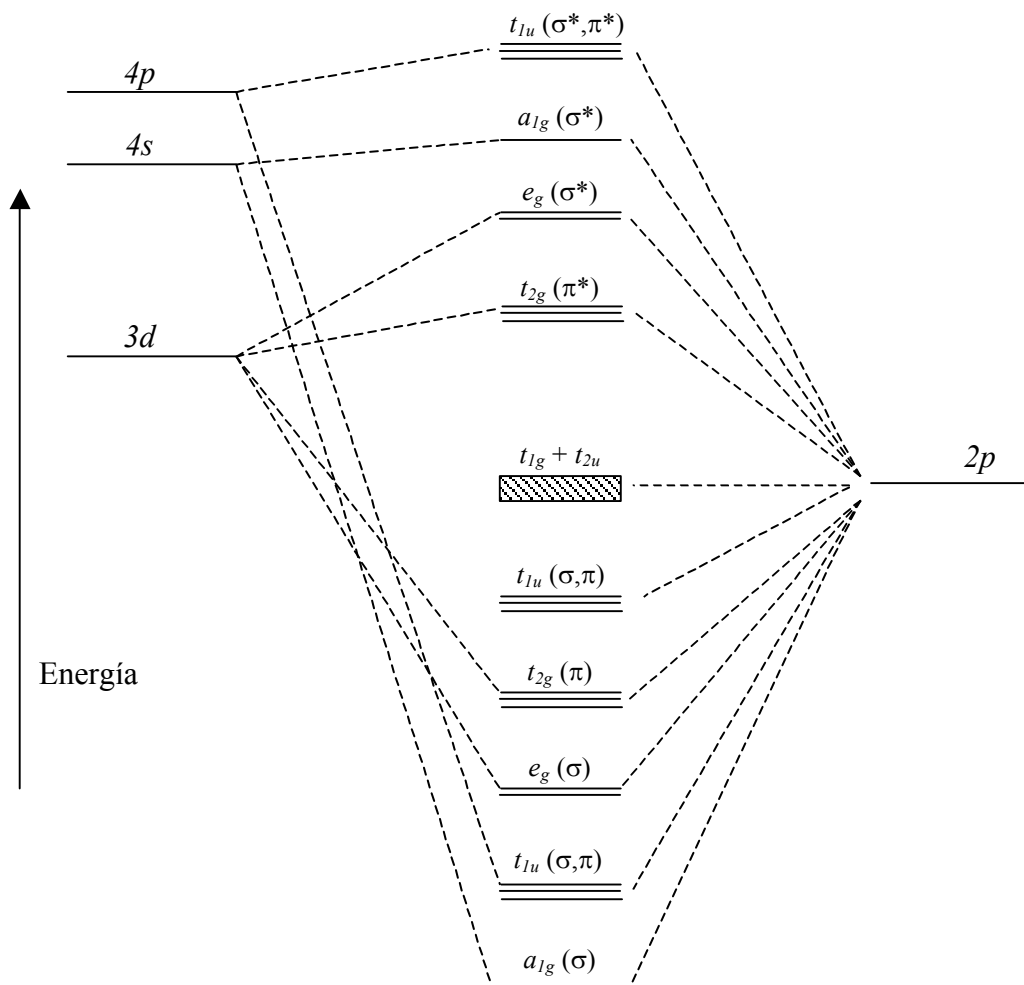 t1u (σ*,π*)
4p
a1g (σ*)
4s
eg (σ*)
t2g (π*)
3d
t1g + t2u
2p
t1u (σ,π)
Energía
t2g (π)
eg (σ)
t1u (σ,π)
a1g (σ)